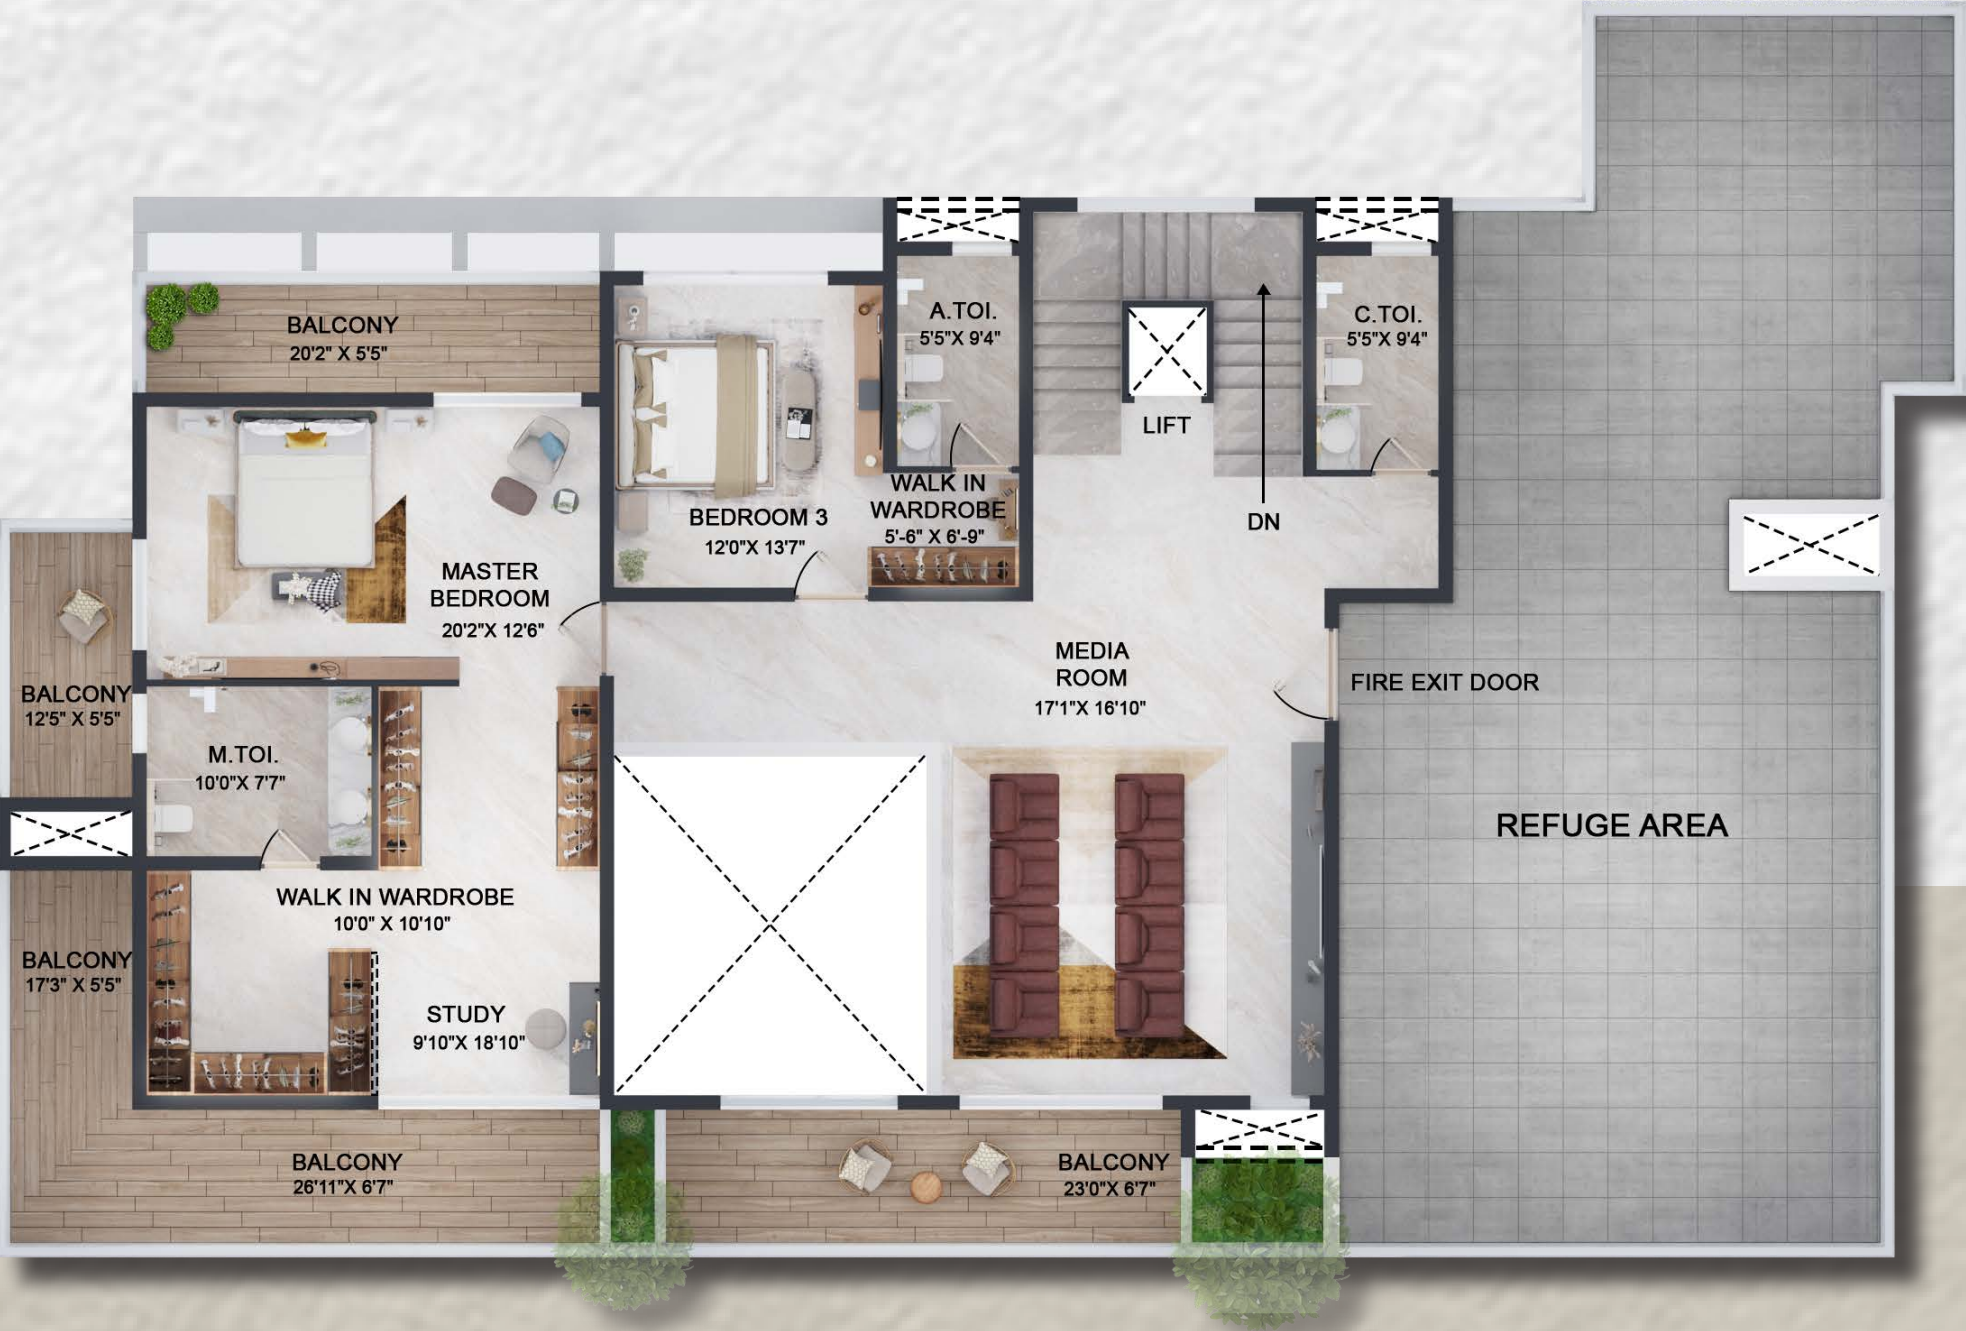 BALCONY
20'2" X 5'5"
A.TOI.
5'5"X 9'4"
C.TOI.
5'5"X 9'4"
LIFT
DN
WALK IN
WARDROBE
5'-6" X 6'-9"
BEDROOM 3
12'0"X 13'7"
MASTER
BEDROOM
20'2"X 12'6"
BALCONY
12'5" X 5'5"
MEDIA
ROOM
17'1"X 16'10"
FIRE EXIT DOOR
M.TOI.
10'0"X 7'7"
REFUGE AREA
WALK IN WARDROBE
10'0" X 10'10"
BALCONY
17'3" X 5'5"
STUDY
9'10"X 18'10"
BALCONY
26'11"X 6'7"
BALCONY
23'0"X 6'7"